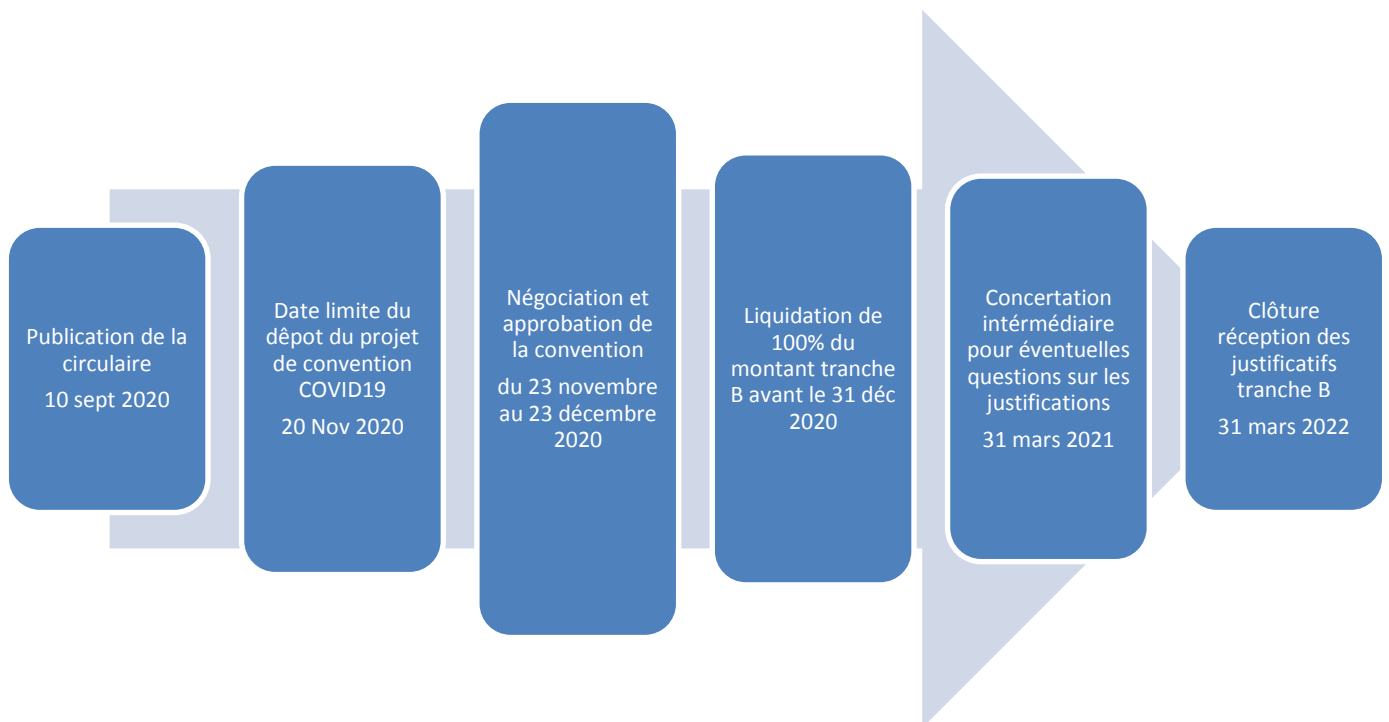 Publication de la
circulaire
10 sept 2020
Date limite du
dêpot du projet
de convention
COVID19
20 Nov 2020
Négociation et
approbation de
la convention
du 23 novembre
au 23 décembre
2020
Liquidation de
100% du
montant tranche
B avant le 31 déc
2020
Concertation
intérmédiaire
pour éventuelles
questions sur les
justifications
31 mars 2021
Clôture
réception des
justificatifs
tranche B
31 mars 2022